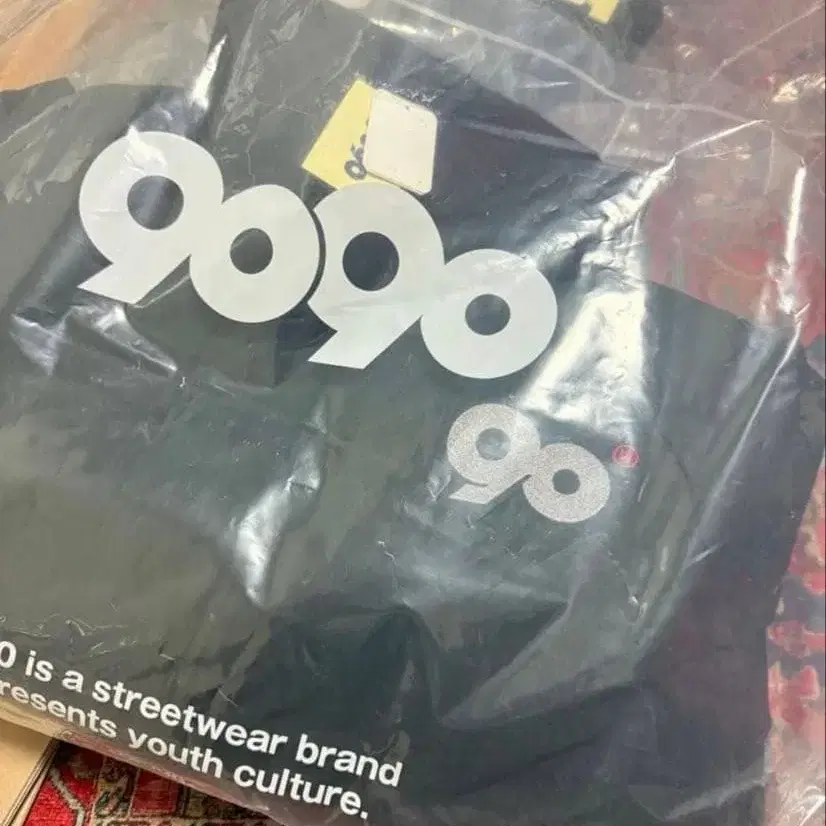 9090
90
0 is a streetwear brand
resents youth culture.